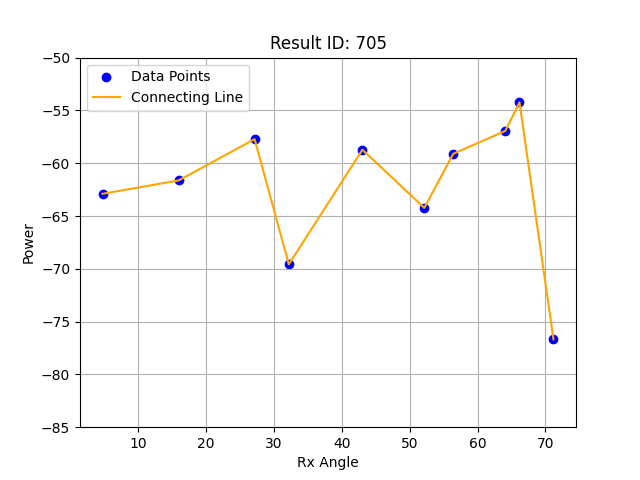 Result ID: 705
Data Points
Connecting Line
−50
−55
−60
−65
−70
−75
−80
−85
Power
10 20 30 40 50 60 70
Rx Angle